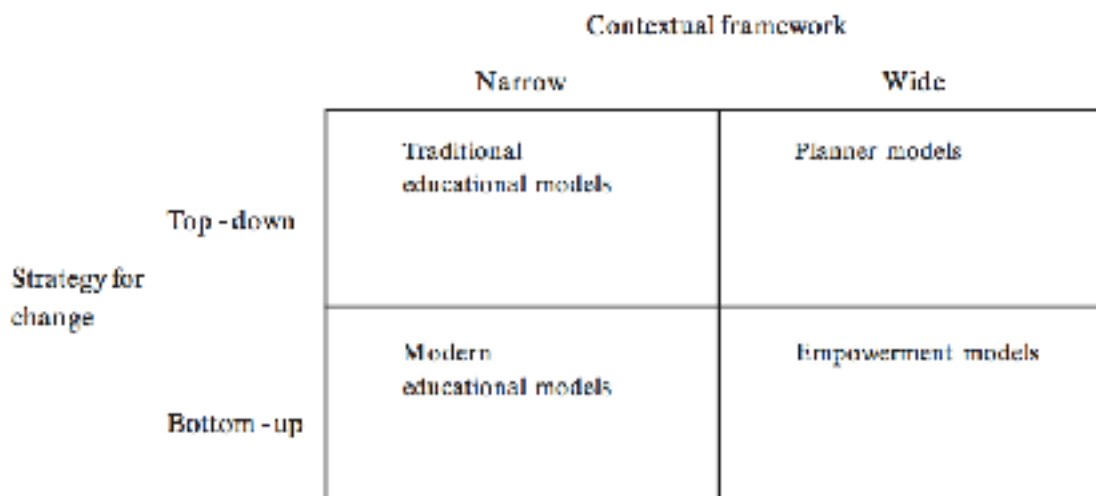 Contextual framework
Narrow
Wide
Traditional
educational models
Planner models
Top - down
Strategy for
change
Modern
educational models
Empowerment models
Bottom - up